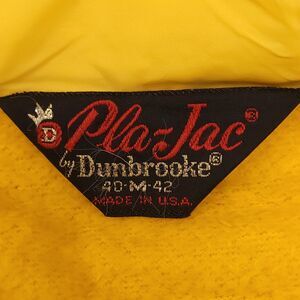 D
Pla-Jac®
by Dunbrooke®
40-M-42
MADE IN U.S.A.